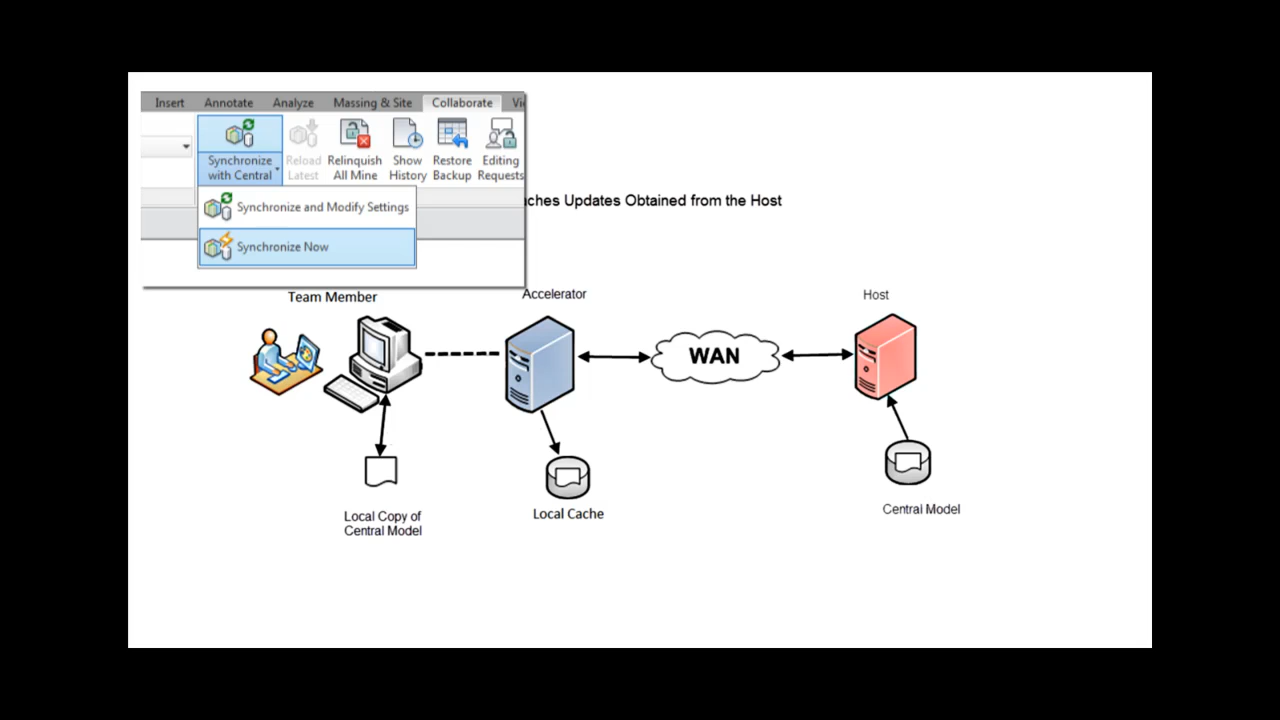 Insert Annotate Analyze Massing & Site Collaborate
Synchronize with Central
Reload Latest
Relinquish All Mine
Show History
Restore Backup
Editing Requests
Synchronize and Modify Settings
Synchronize Now
Updates Obtained from the Host
Team Member
Accelerator
Host
WAN
Local Copy of
Central Model
Local Cache
Central Model